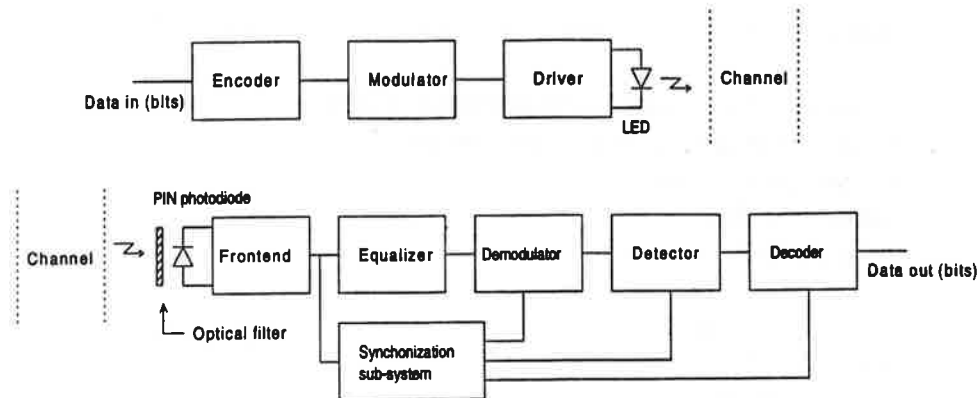 Encoder
Modulator
Driver
Channel
Data in (bits)
LED
PIN photodiode
Channel
Frontend
Equalizer
Demodulator
Detector
Decoder
Data out (bits)
Optical filter
Synchonization
sub-system